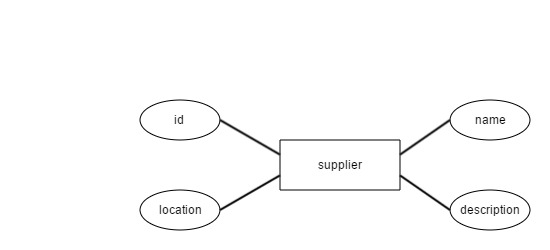 id
name
supplier
location
description